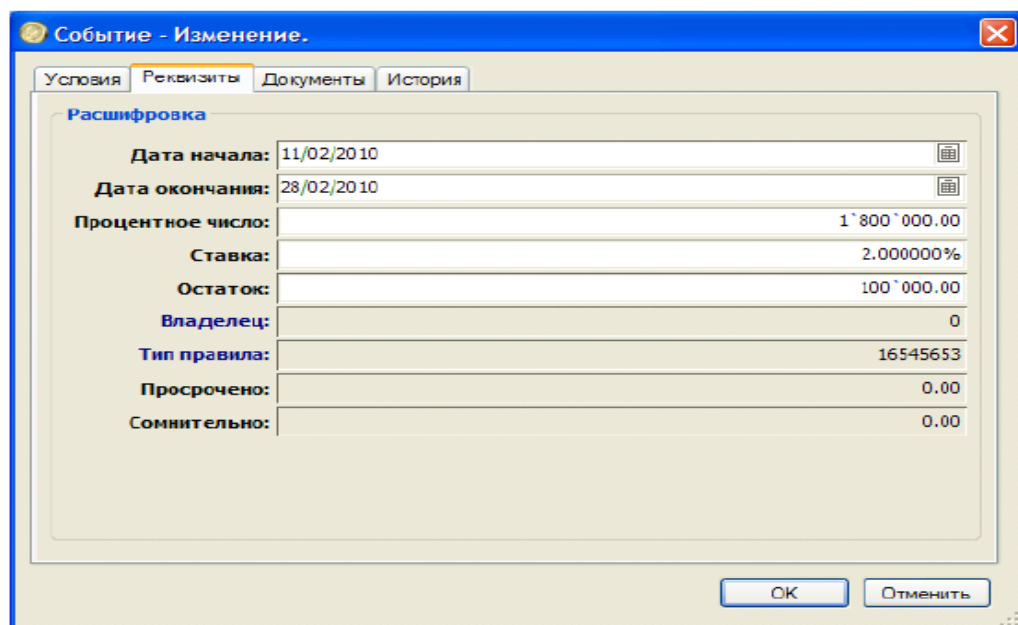 Событие - Изменение.
Условия Реквизиты Документы История
Расшифровка
Дата начала: 11/02/2010
Дата окончания: 28/02/2010
Процентное число: 1`800`000.00
Ставка: 2.000000%
Остаток: 100`000.00
Владелец: 0
Тип правила: 16545653
Просрочено: 0.00
Сомнительно: 0.00
OK Отменить